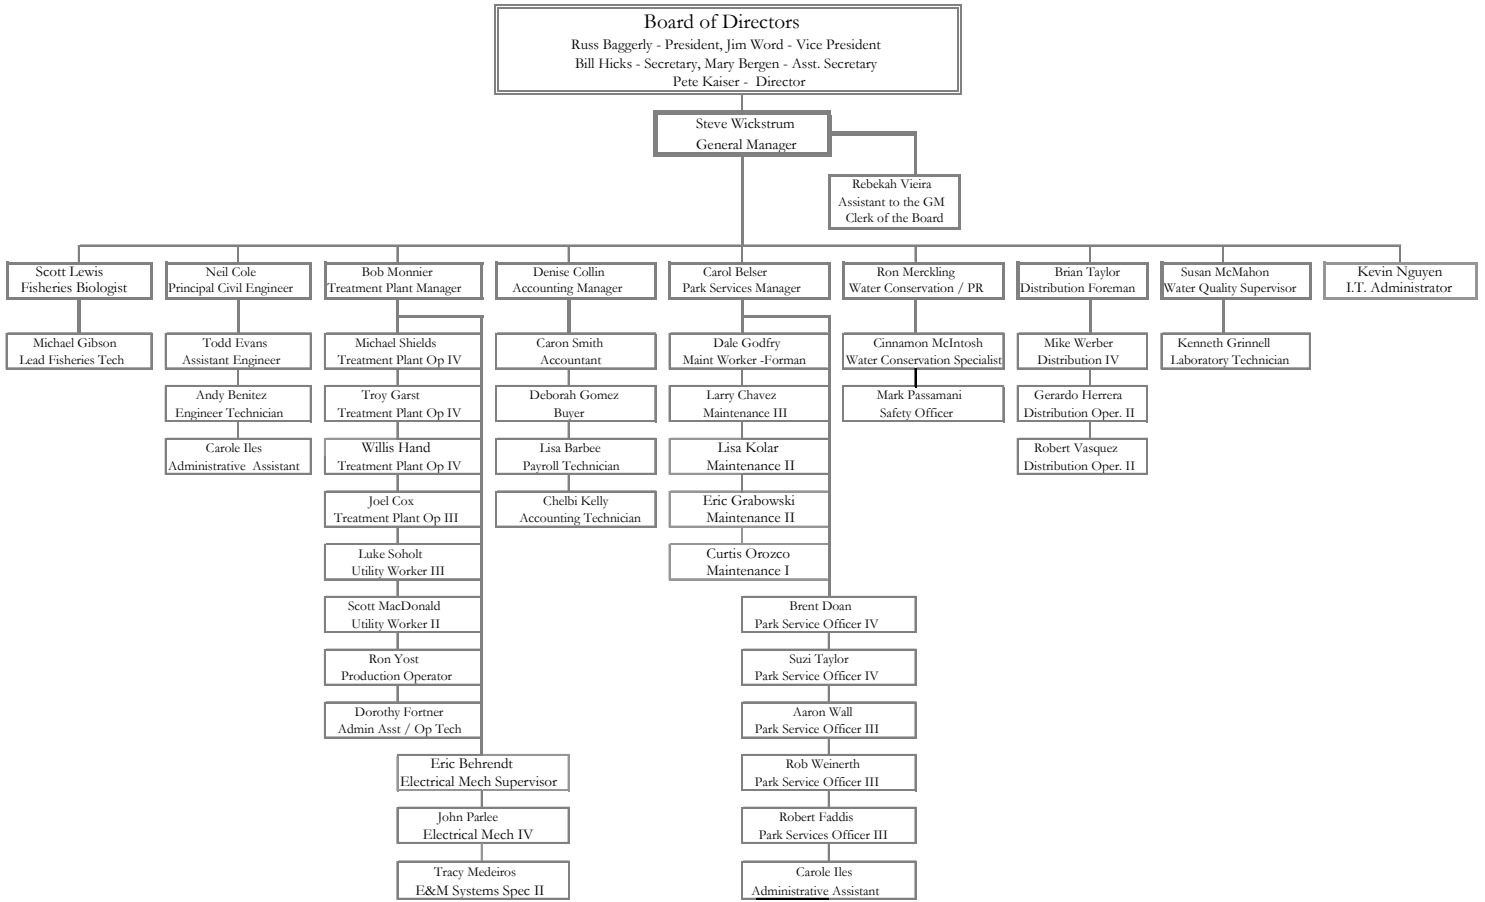 Board of Directors
Russ Baggerly - President, Jim Word - Vice President
Bill Hicks - Secretary, Mary Bergen - Asst. Secretary
Pete Kaiser - Director
Steve Wickstrum
General Manager
Rebekah Vieira
Assistant to the GM
Clerk of the Board
Scott Lewis
Fisheries Biologist
Michael Gibson
Lead Fisheries Tech
Neil Cole
Principal Civil Engineer
Todd Evans
Assistant Engineer
Andy Benitez
Engineer Technician
Carole Iles
Administrative Assistant
Bob Monnier
Treatment Plant Manager
Michael Shields
Treatment Plant Op IV
Troy Garst
Treatment Plant Op IV
Willis Hand
Treatment Plant Op IV
Joel Cox
Treatment Plant Op III
Luke Soholt
Utility Worker III
Scott MacDonald
Utility Worker II
Ron Yost
Production Operator
Dorothy Fortner
Admin Asst / Op Tech
Eric Behrendt
Electrical Mech Supervisor
John Parlee
Electrical Mech IV
Tracy Medeiros
E&M Systems Spec II
Denise Collin
Accounting Manager
Caron Smith
Accountant
Deborah Gomez
Buyer
Lisa Barbee
Payroll Technician
Chelbi Kelly
Accounting Technician
Carol Belser
Park Services Manager
Dale Godfry
Maint Worker -Forman
Larry Chavez
Maintenance III
Lisa Kolar
Maintenance II
Eric Grabowski
Maintenance II
Curtis Orozco
Maintenance I
Brent Doan
Park Service Officer IV
Suzi Taylor
Park Service Officer IV
Aaron Wall
Park Service Officer III
Rob Weinerth
Park Service Officer III
Robert Faddis
Park Services Officer III
Carole Iles
Administrative Assistant
Ron Merckling
Water Conservation / PR
Cinnamon McIntosh
Water Conservation Specialist
Mark Passamani
Safety Officer
Brian Taylor
Distribution Foreman
Mike Werber
Distribution IV
Gerardo Herrera
Distribution Oper. II
Robert Vasquez
Distribution Oper. II
Susan McMahon
Water Quality Supervisor
Kenneth Grinnell
Laboratory Technician
Kevin Nguyen
I.T. Administrator